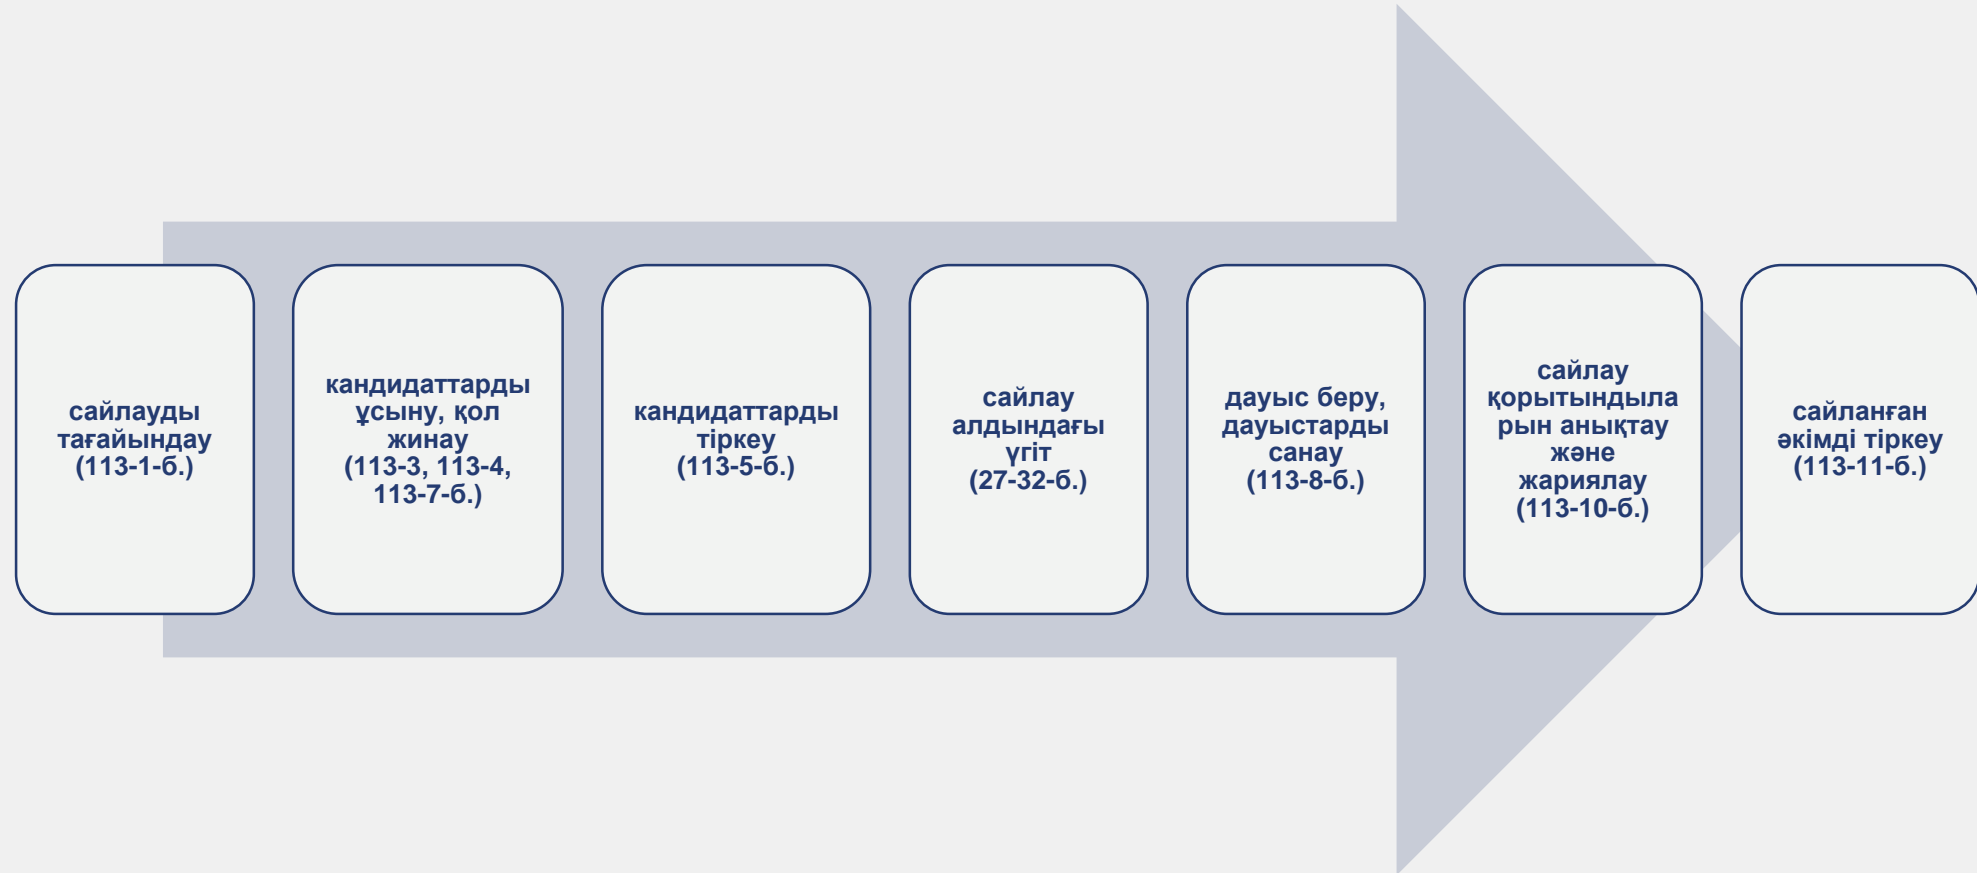 сайлауды
тағайындау
(113-1-б.)
кандидаттарды
ұсыну, қол
жинау
(113-3, 113-4,
113-7-б.)
кандидаттарды
тіркеу
(113-5-б.)
сайлау
алдындағы
үгіт
(27-32-б.)
дауыс беру,
дауыстарды
санау
(113-8-б.)
сайлау
қорытындыла
рын анықтау
және
жариялау
(113-10-б.)
сайланған
әкімді тіркеу
(113-11-б.)